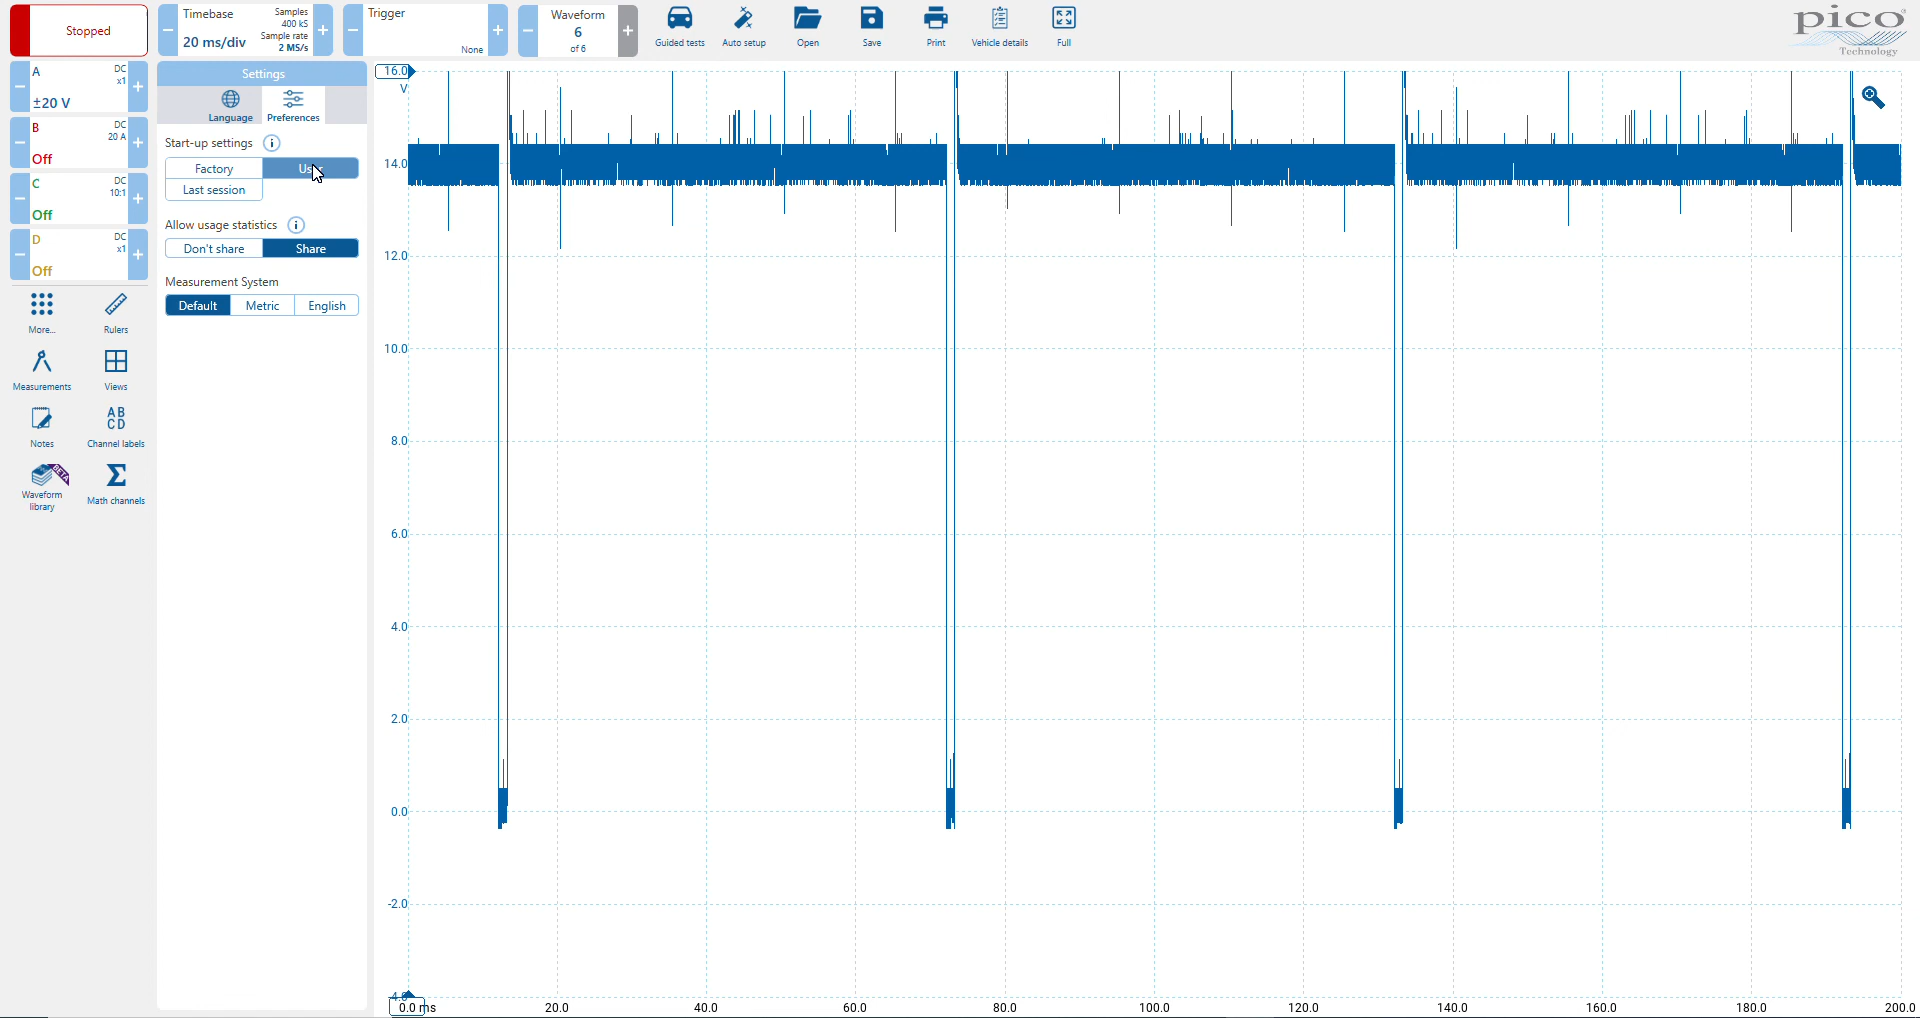 Stopped
Timebase
20 ms/div
Samples
400 kS
Sample rate
2 MS/s
Trigger
None
Waveform
6
of 6
Guided tests
Auto setup
Open
Save
Print
Vehicle details
Full
pico
Technology
A
DC
x1
±20 V
B
DC
20 A
Off
C
DC
10:1
Off
D
DC
x1
Off
More...
Rulers
Measurements
Views
Notes
A B
C D
Channel labels
BETA
Waveform
library
Math channels
Settings
Language
Preferences
Start-up settings
Factory
Last session
Allow usage statistics
Don't share
Share
Measurement System
Default
Metric
English
16.0
V
14.0
12.0
10.0
8.0
6.0
4.0
2.0
0.0
-2.0
-4.0
0.0 ms
20.0
40.0
60.0
80.0
100.0
120.0
140.0
160.0
180.0
200.0